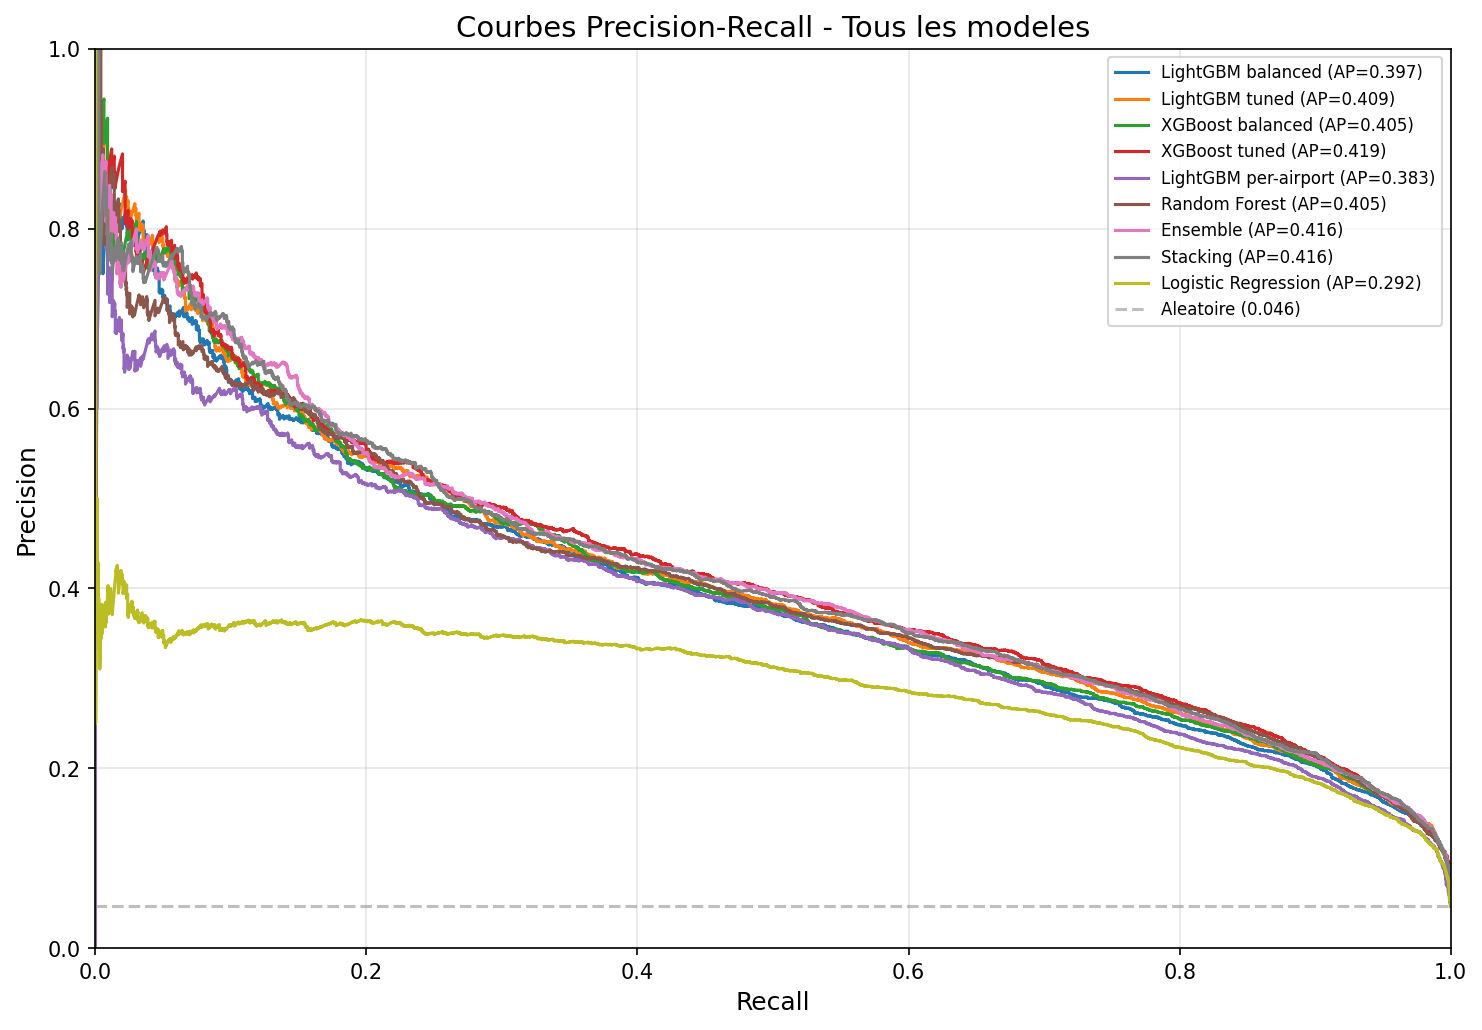 Courbes Precision-Recall - Tous les modeles
LightGBM balanced (AP=0.397)
LightGBM tuned (AP=0.409)
XGBoost balanced (AP=0.405)
XGBoost tuned (AP=0.419)
LightGBM per-airport (AP=0.383)
Random Forest (AP=0.405)
Ensemble (AP=0.416)
Stacking (AP=0.416)
Logistic Regression (AP=0.292)
Aleatoire (0.046)
Precision
1.0
0.8
0.6
0.4
0.2
0.0
0.0 0.2 0.4 0.6 0.8 1.0
Recall